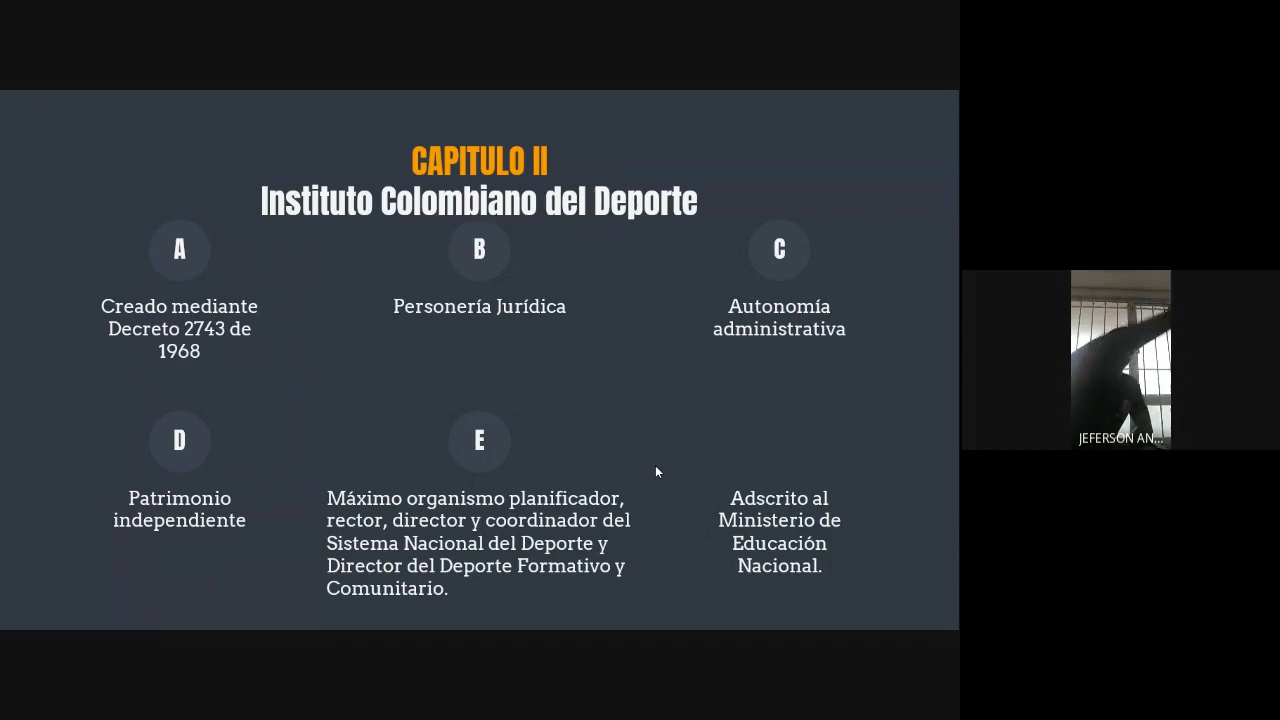 CAPITULO II
Instituto Colombiano del Deporte
A
Creado mediante
Decreto 2743 de
1968
B
Personería Jurídica
C
Autonomía
administrativa
D
Patrimonio
independiente
E
Máximo organismo planificador,
rector, director y coordinador del
Sistema Nacional del Deporte y
Director del Deporte Formativo y
Comunitario.
Adscrito al
Ministerio de
Educación
Nacional.
JEFERSON AN...